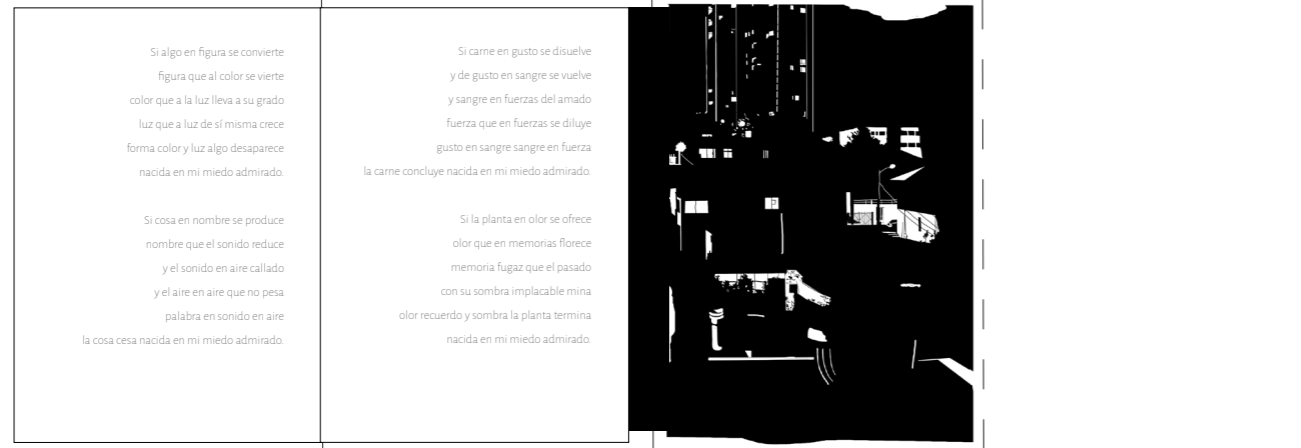 Si algo en figura se convierte
figura que al color se vierte
color que a la luz lleva a su grado
luz que a luz de sí misma crece
forma color y luz algo desaparece
nacida en mi miedo admirado.
Si cosa en nombre se produce
nombre que el sonido reduce
y el sonido en aire callado
y el aire en aire que no pesa
palabra en sonido en aire
la cosa cesa nacida en mi miedo admirado.
Si carne en gusto se disuelve
y de gusto en sangre se vuelve
y sangre en fuerzas del amado
fuerza que en fuerzas se diluye
gusto en sangre sangre en fuerza
la carne concluye nacida en mi miedo admirado.
Si la planta en olor se ofrece
olor que en memorias florece
memoria fugaz que el pasado
con su sombra implacable mina
olor recuerdo y sombra la planta termina
nacida en mi miedo admirado.